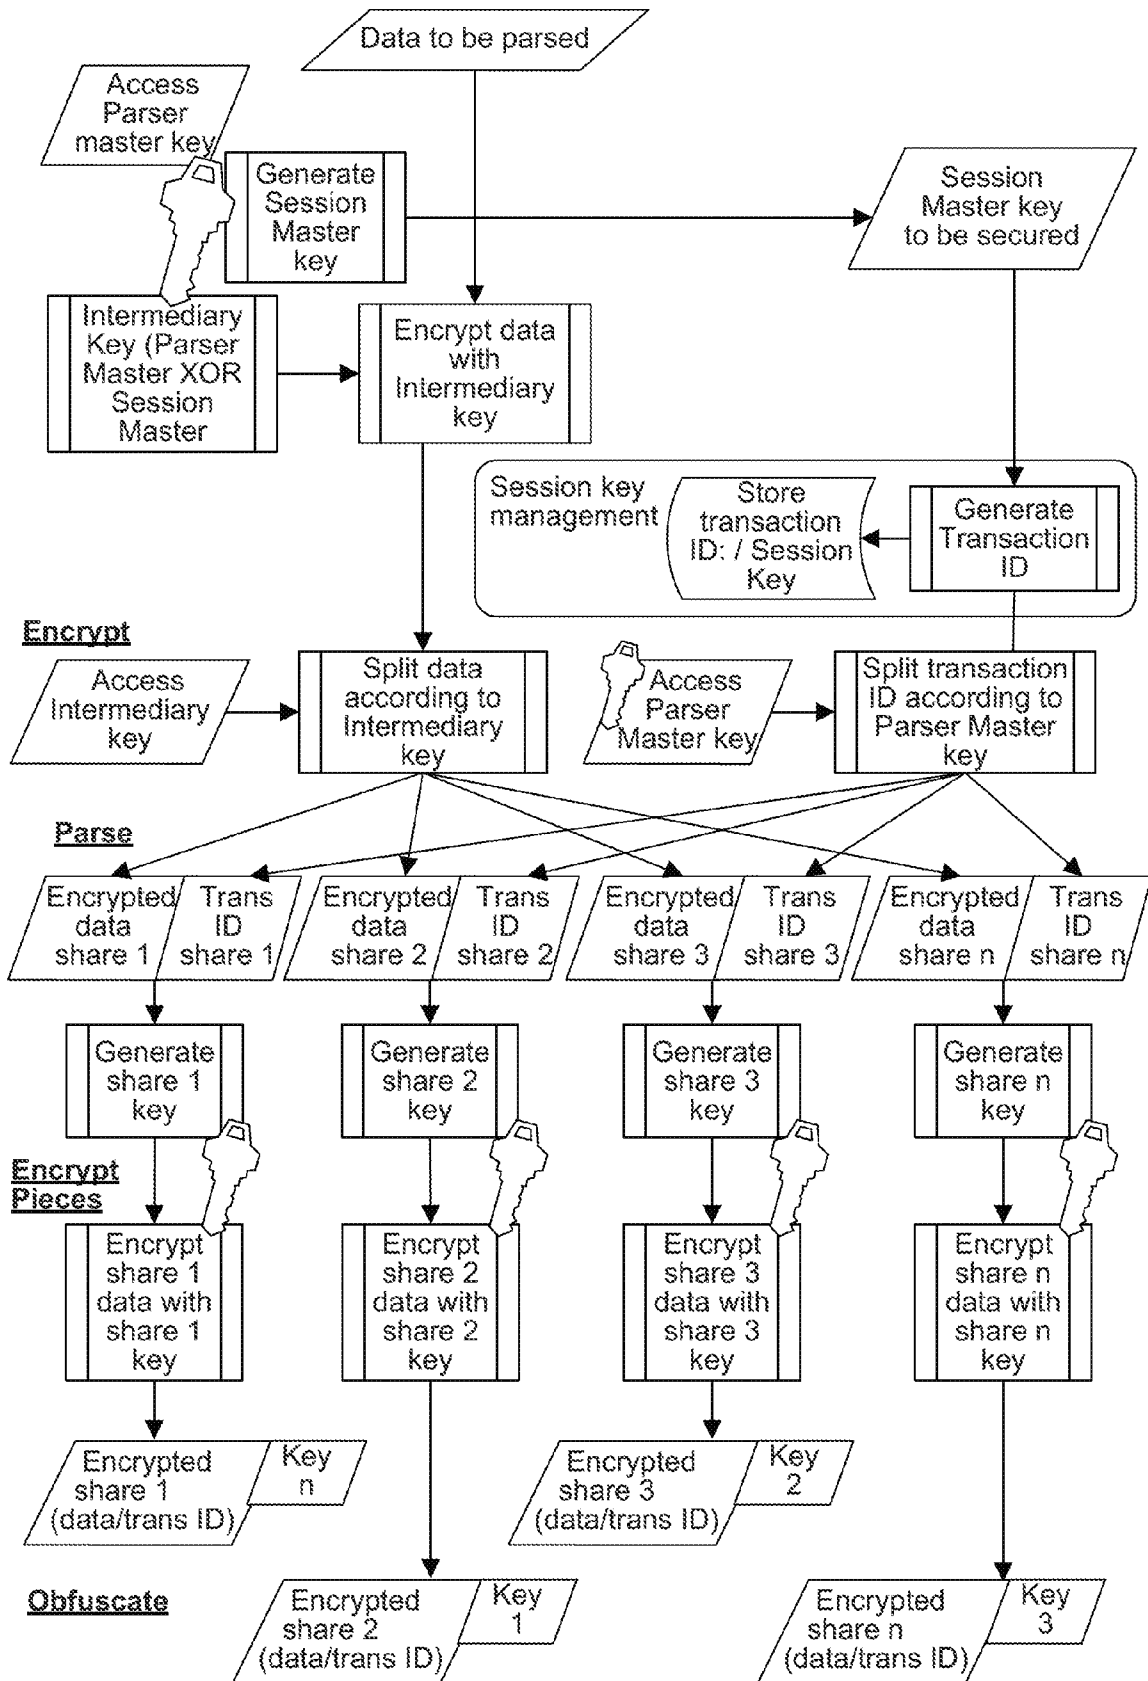 Data to be parsed
Access
Parser
master key
Generate
Session
Master
key
Session
Master key
to be secured
Intermediary
Key (Parser
Master XOR
Session
Master
Encrypt data
with
Intermediary
key
Session key
management
Store
transaction
ID: / Session
Key
Generate
Transaction
ID
Encrypt
Access
Intermediary
key
Split data
according to
Intermediary
key
Access
Parser
Master key
Split transaction
ID according to
Parser Master
key
Parse
Encrypted
data
share 1
Trans
ID
share 1
Encrypted
data
share 2
Trans
ID
share 2
Encrypted
data
share 3
Trans
ID
share 3
Encrypted
data
share n
Trans
ID
share n
Generate
share 1
key
Generate
share 2
key
Generate
share 3
key
Generate
share n
key
Encrypt
Pieces
Encrypt
share 1
data with
share 1
key
Encrypt
share 2
data with
share 2
key
Encrypt
share 3
data with
share 3
key
Encrypt
share n
data with
share n
key
Encrypted
share 1
(data/trans ID)
Key
n
Encrypted
share 3
(data/trans ID)
Key
2
Obfuscate
Encrypted
share 2
(data/trans ID)
Key
1
Encrypted
share n
(data/trans ID)
Key
3